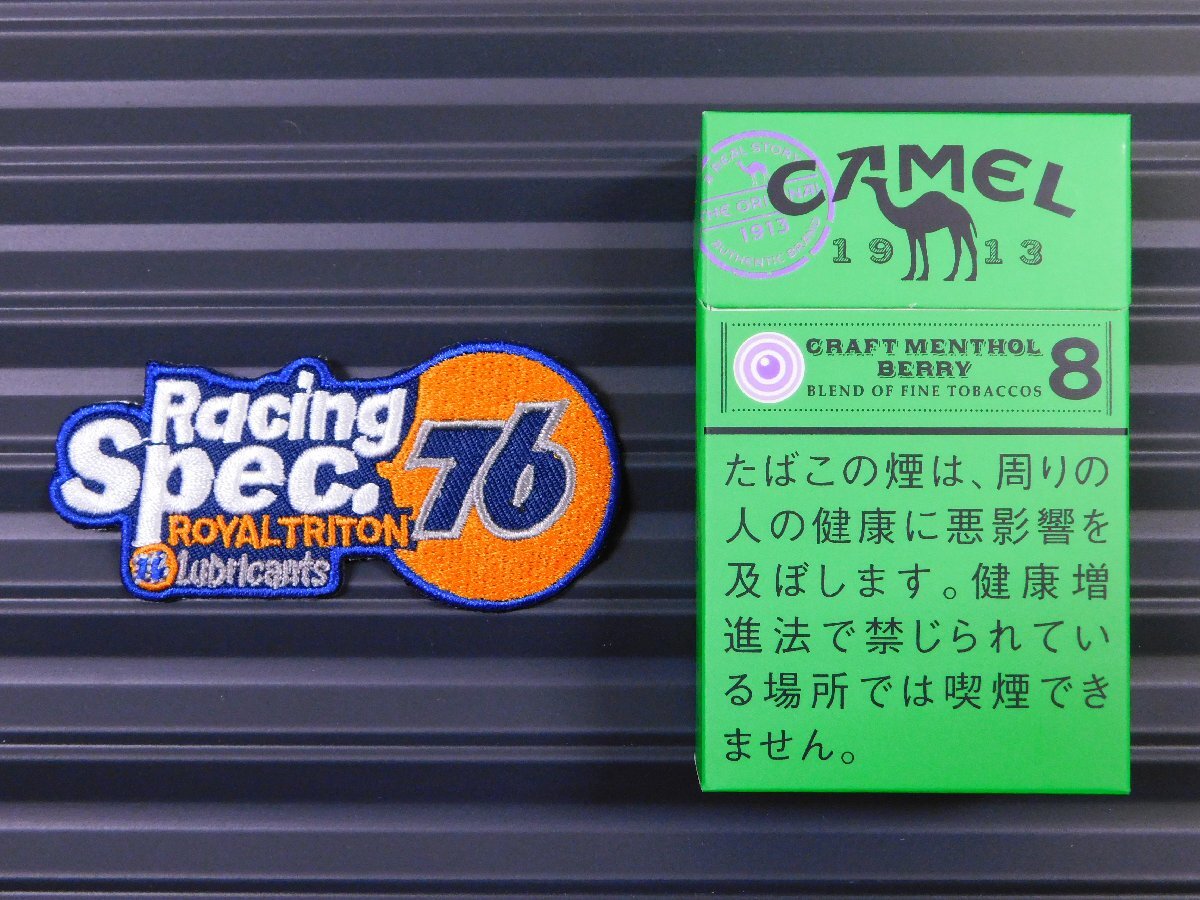 Racing
Spec.
ROYALTRITON
76 Lubricants
76
CAMEL
1913
A REAL STORY
THE ORIGINAL
1913
AUTHENTIC BRAND
CRAFT MENTHOL
BERRY
BLEND OF FINE TOBACCOS
8
たばこの煙は、周りの
人の健康に悪影響を
及ぼします。健康増
進法で禁じられてい
る場所では喫煙でき
ません。